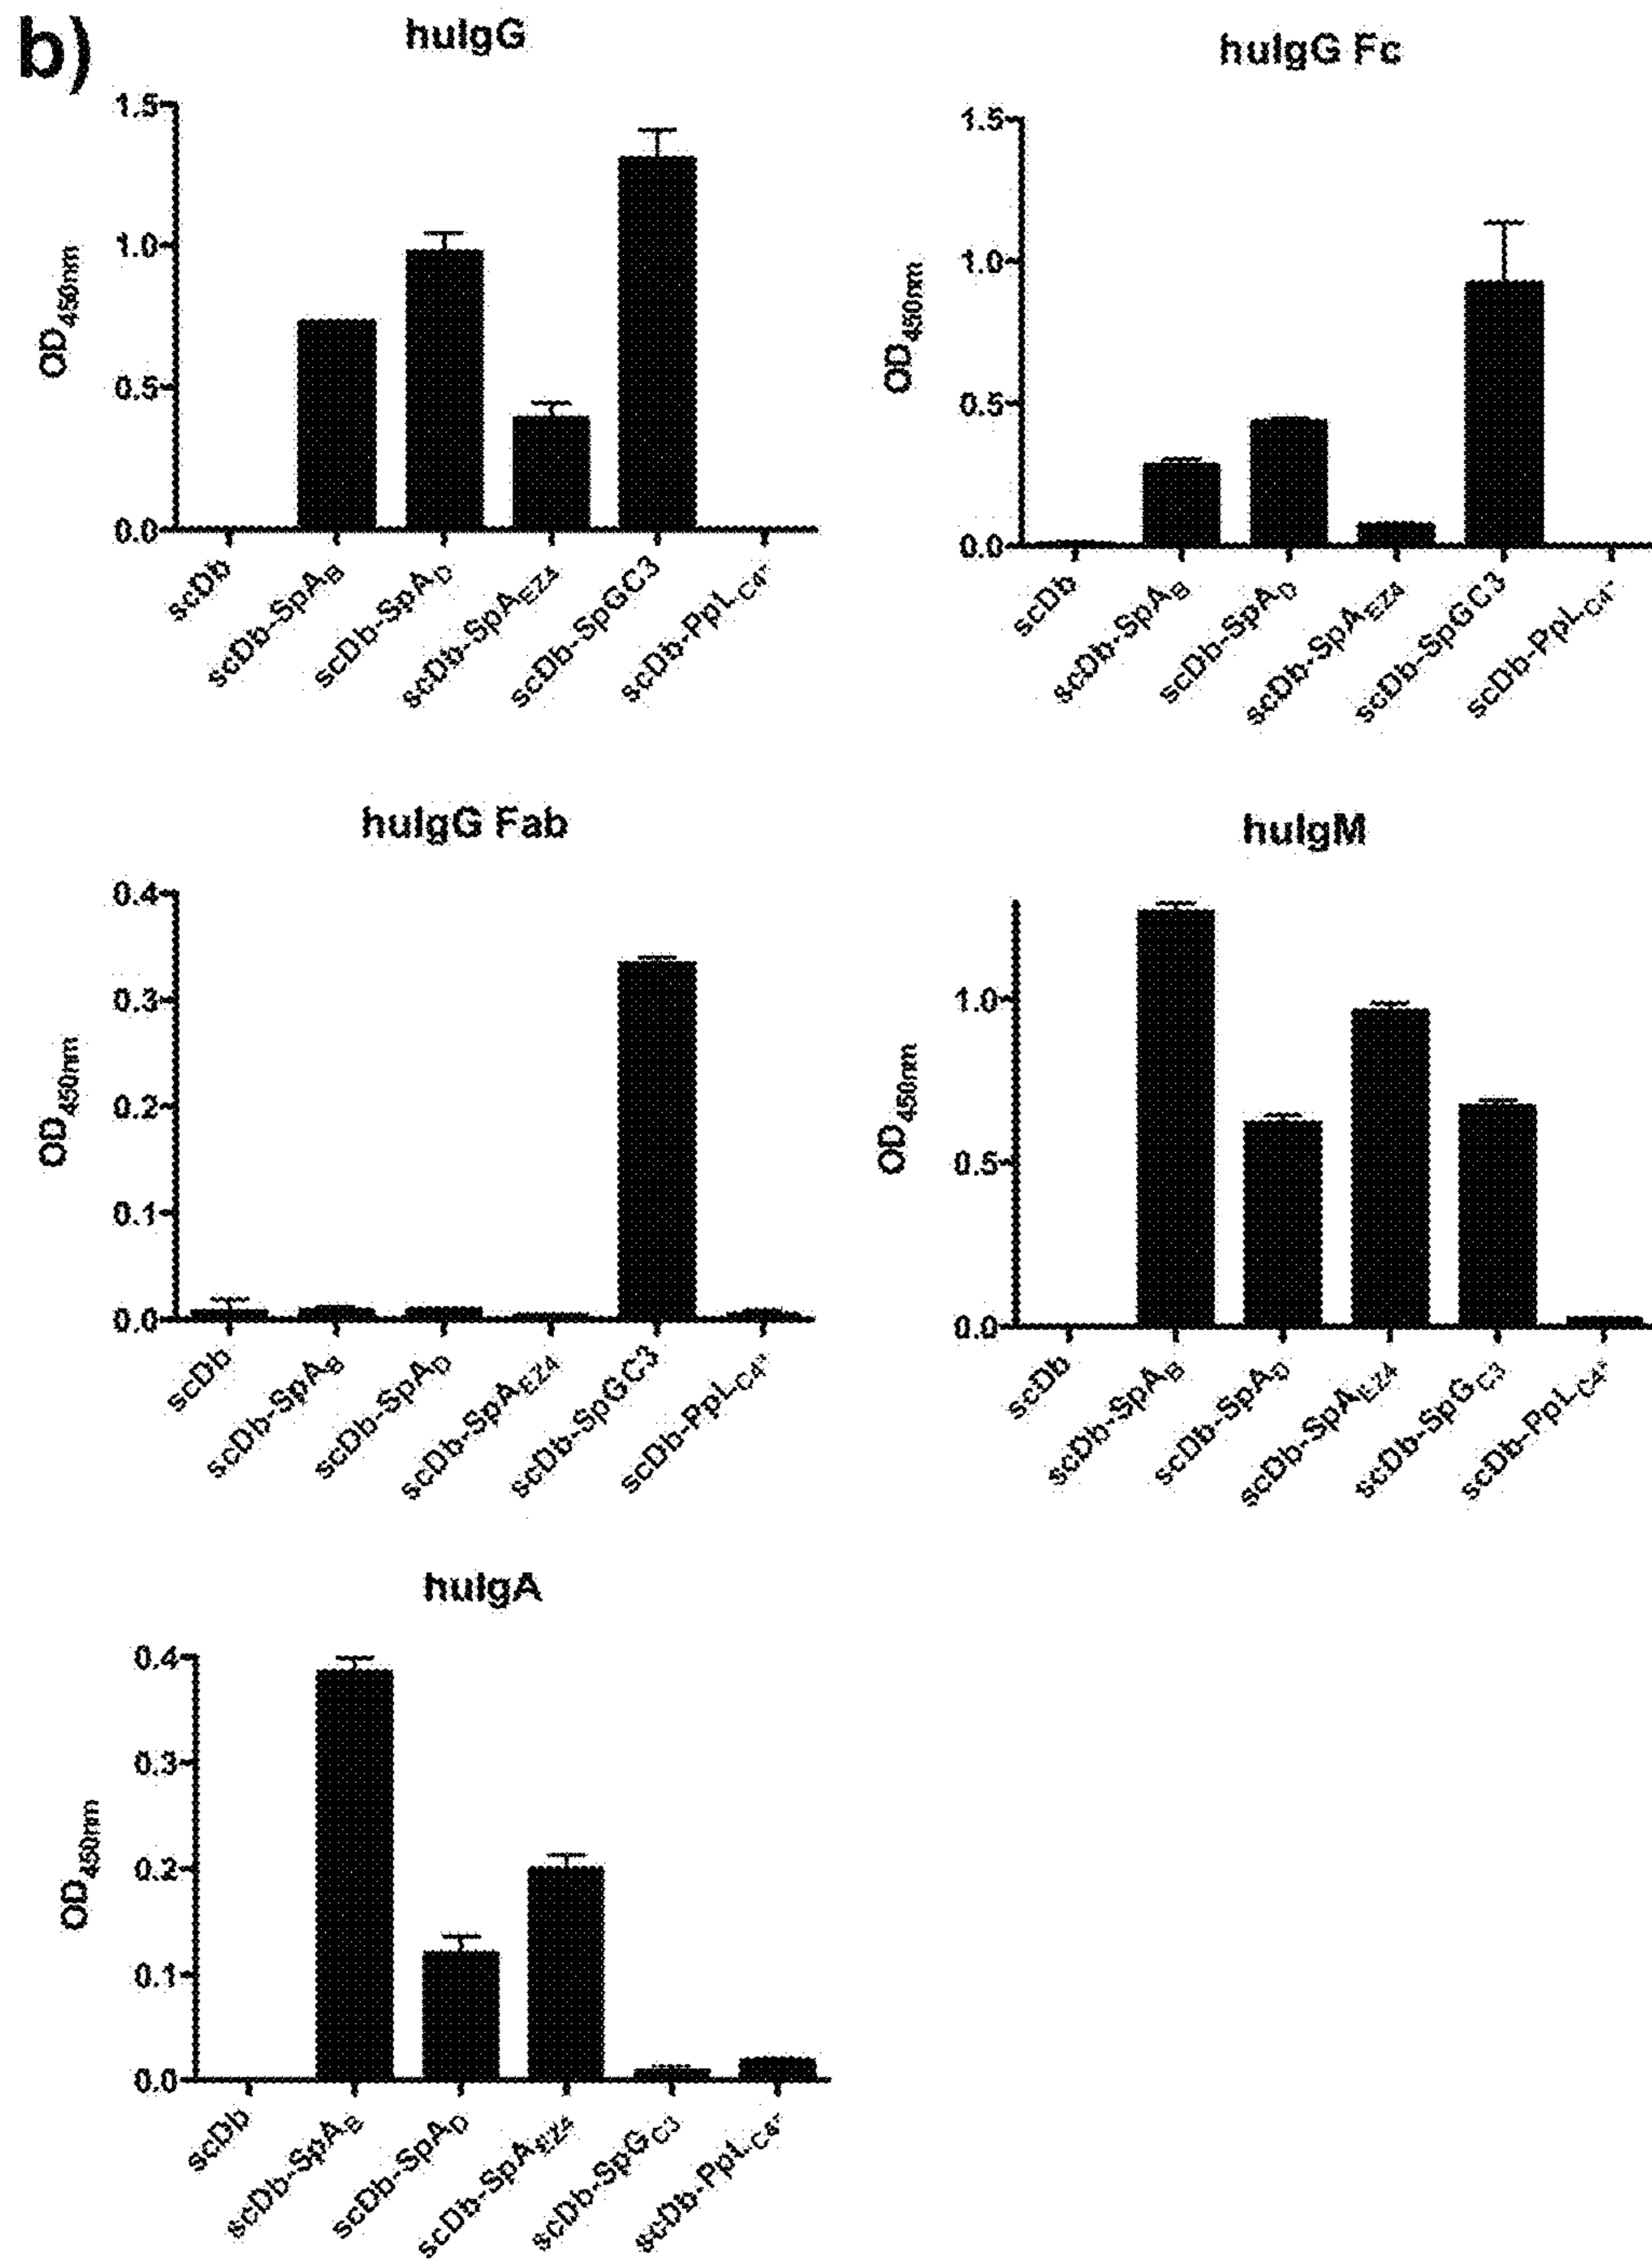 b)
huIgG
OD450nm
1.5
1.0
0.5
0.0
scDb
scDb-SpAB
scDb-SpAD
scDb-SpAEZ4
scDb-SpGC3
scDb-PpLC4*
huIgG Fc
OD450nm
1.5
1.0
0.5
0.0
scDb
scDb-SpAB
scDb-SpAD
scDb-SpAEZ4
scDb-SpGC3
scDb-PpLC4*
huIgG Fab
OD450nm
0.4
0.3
0.2
0.1
0.0
scDb
scDb-SpAB
scDb-SpAD
scDb-SpAEZ4
scDb-SpGC3
scDb-PpLC4*
huIgM
OD450nm
1.0
0.5
0.0
scDb
scDb-SpAB
scDb-SpAD
scDb-SpAEZ4
scDb-SpGC3
scDb-PpLC4*
huIgA
OD450nm
0.4
0.3
0.2
0.1
0.0
scDb
scDb-SpAB
scDb-SpAD
scDb-SpAEZ4
scDb-SpGC3
scDb-PpLC4*